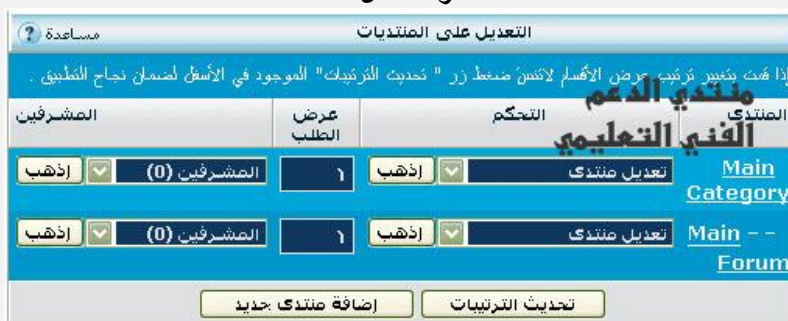 التعديل على المنتديات
مساعدة ?
إذا قمت بتغيير ترتيب عرض الأقسام لاتنسَ ضغط زر " تحديث الترتيبات" الموجود في الأسفل لضمان نجاح التطبيق .
منتدي الدعم
الفني التعليمي
المنتدى التحكم عرض الطلب المشرفين
Main Category تعديل منتدى إذهب ١ المشرفين (0) إذهب
- - Main Forum تعديل منتدى إذهب ١ المشرفين (0) إذهب
تحديث الترتيبات إضافة منتدى جديد